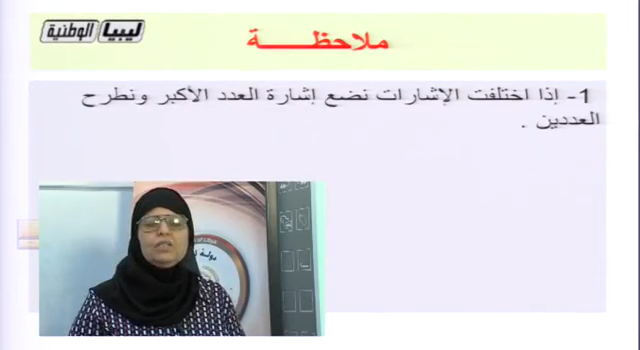 ليبيا الوطنية
ملاحظـــــة
1- إذا اختلفت الإشارات نضع إشارة العدد الأكبر ونطرح
العددين .